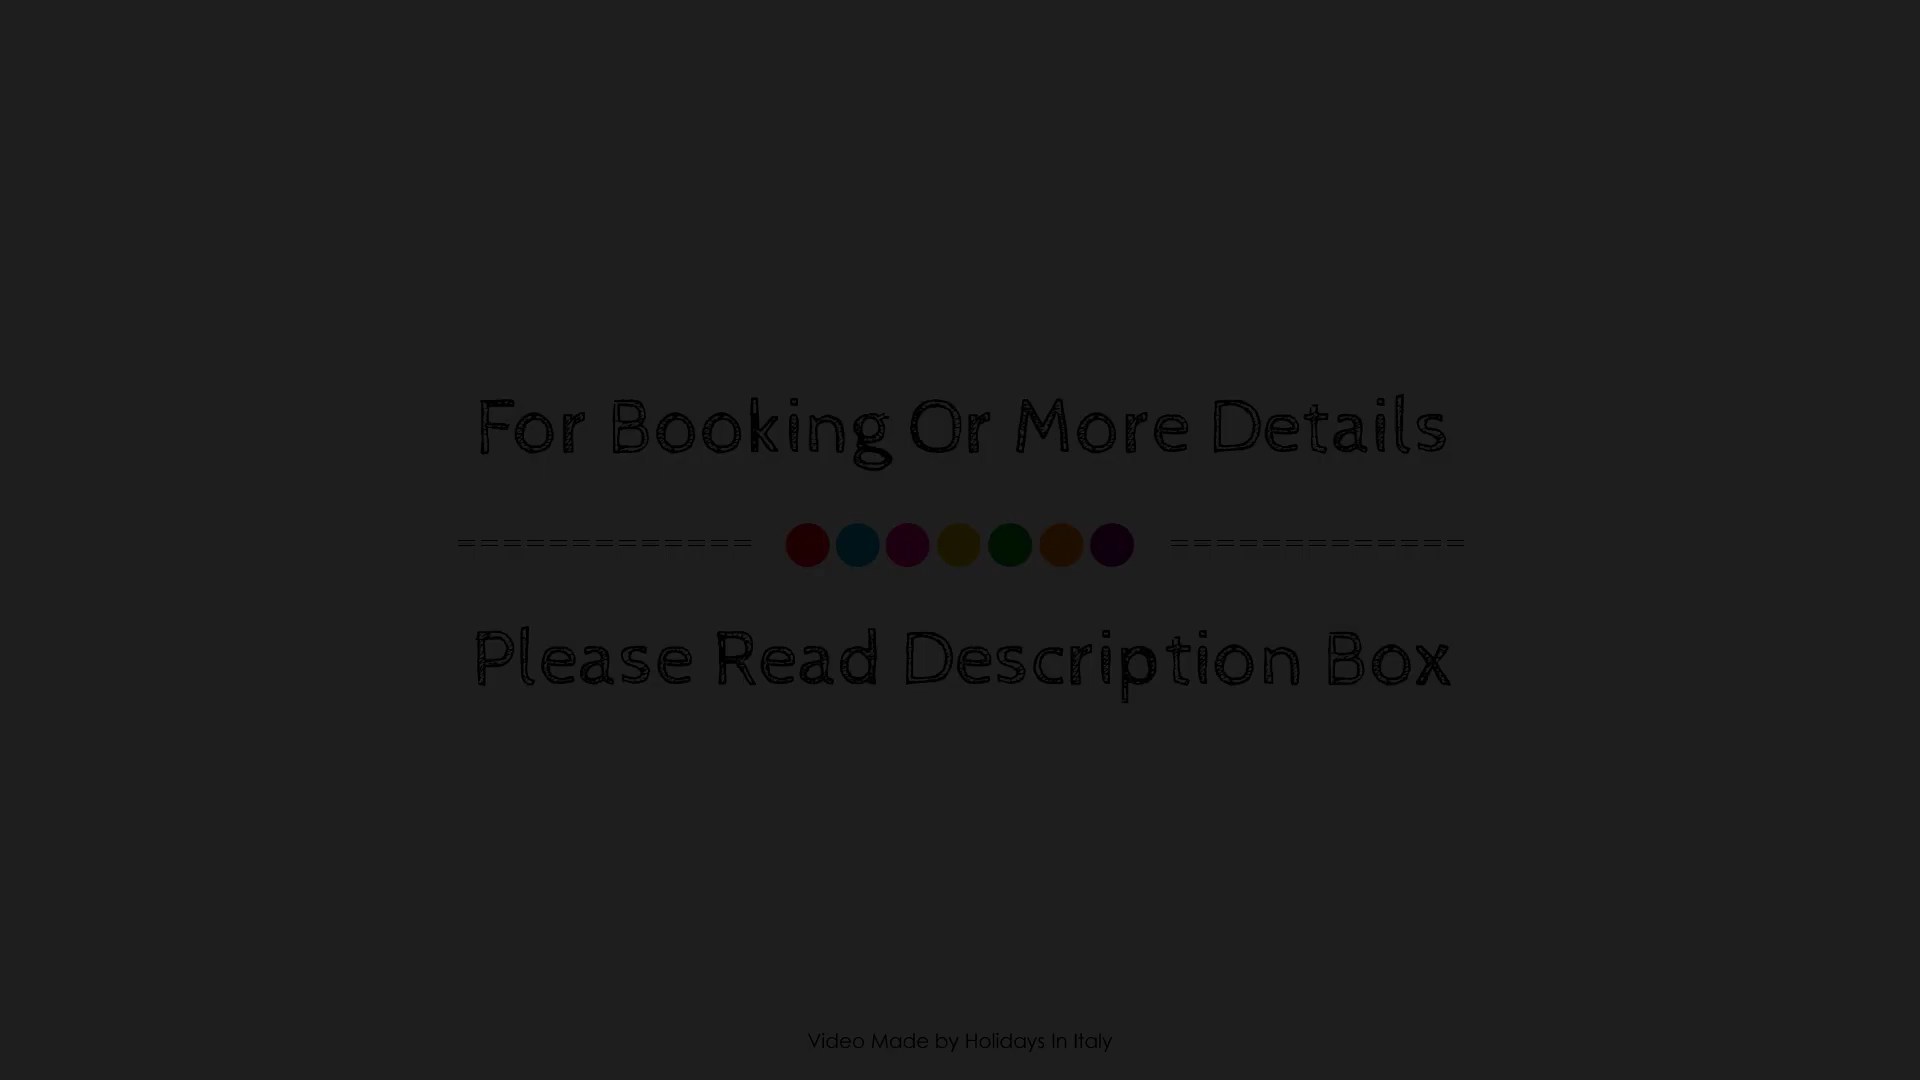 For Booking Or More Details
============= =============
Please Read Description Box
Video Made by Holidays In Italy